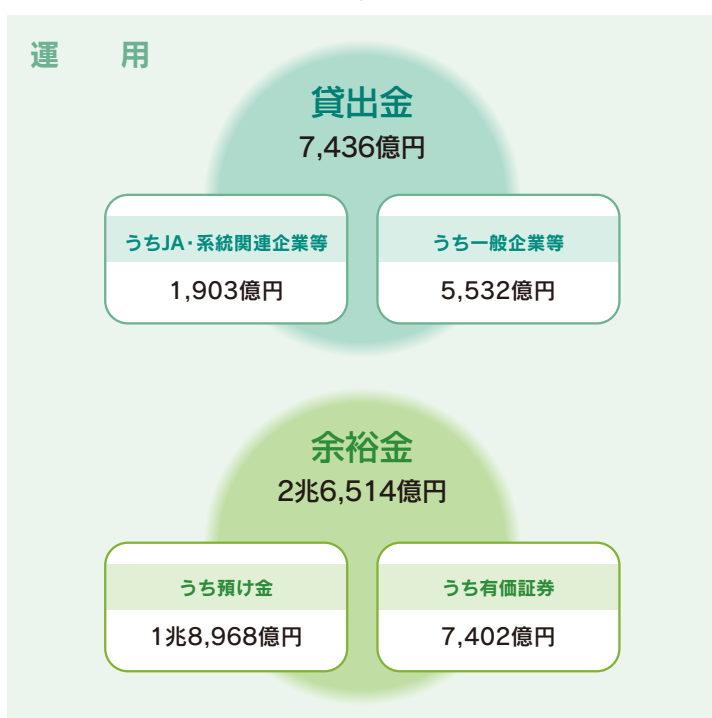 運　用
貸出金
7,436億円
うちJA・系統関連企業等
1,903億円
うち一般企業等
5,532億円
余裕金
2兆6,514億円
うち預け金
1兆8,968億円
うち有価証券
7,402億円